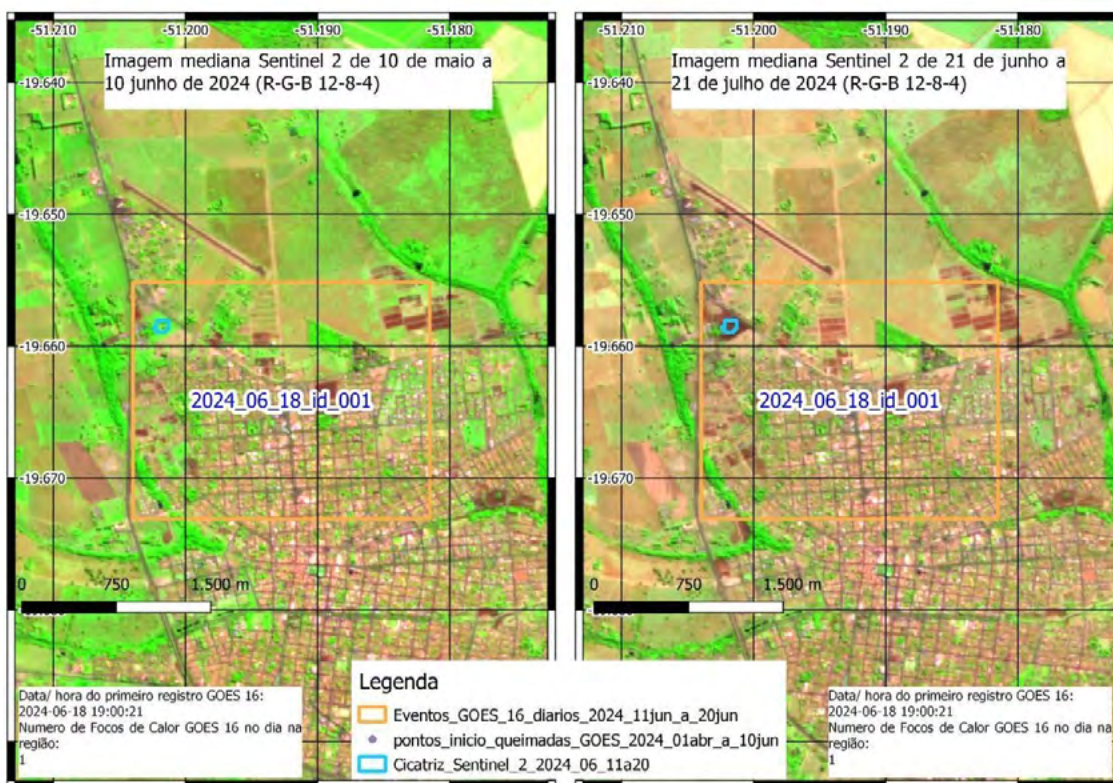 -51.210 -51.200 -51.190 -51.180
Imagem mediana Sentinel 2 de 10 de maio a
10 junho de 2024 (R-G-B 12-8-4)
-19.640
-19.650
-19.660
2024_06_18_id_001
-19.670
0 750 1.500 m
Data/ hora do primeiro registro GOES 16:
2024-06-18 19:00:21
Numero de Focos de Calor GOES 16 no dia na
região:
1
-51.210 -51.200 -51.190 -51.180
Imagem mediana Sentinel 2 de 21 de junho a
21 de julho de 2024 (R-G-B 12-8-4)
-19.640
-19.650
-19.660
2024_06_18_id_001
-19.670
0 750 1.500 m
Data/ hora do primeiro registro GOES 16:
2024-06-18 19:00:21
Numero de Focos de Calor GOES 16 no dia na
região:
1
Legenda
Eventos_GOES_16_diarios_2024_11jun_a_20jun
pontos_inicio_queimadas_GOES_2024_01abr_a_10jun
Cicatriz_Sentinel_2_2024_06_11a20